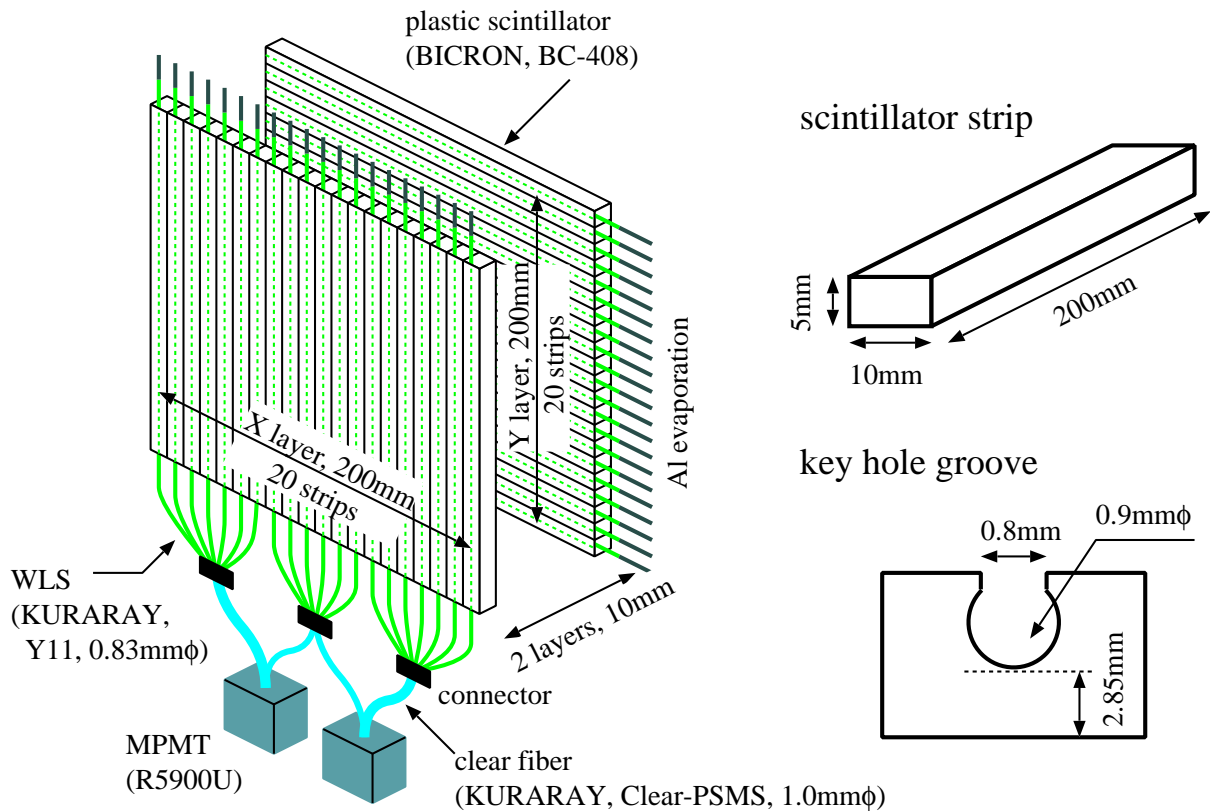 plastic scintillator
(BICRON, BC-408)
Y layer, 200mm
20 strips
X layer, 200mm
20 strips
Al evaporation
2 layers, 10mm
WLS
(KURARAY,
Y11, 0.83mmϕ)
connector
MPMT
(R5900U)
clear fiber
(KURARAY, Clear-PSMS, 1.0mmϕ)
scintillator strip
5mm
10mm
200mm
key hole groove
0.8mm
0.9mmϕ
2.85mm